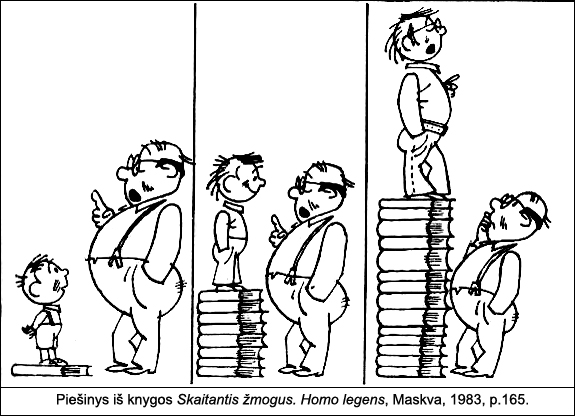 Piešinys iš knygos Skaitantis žmogus. Homo legens, Maskva, 1983, p.165.